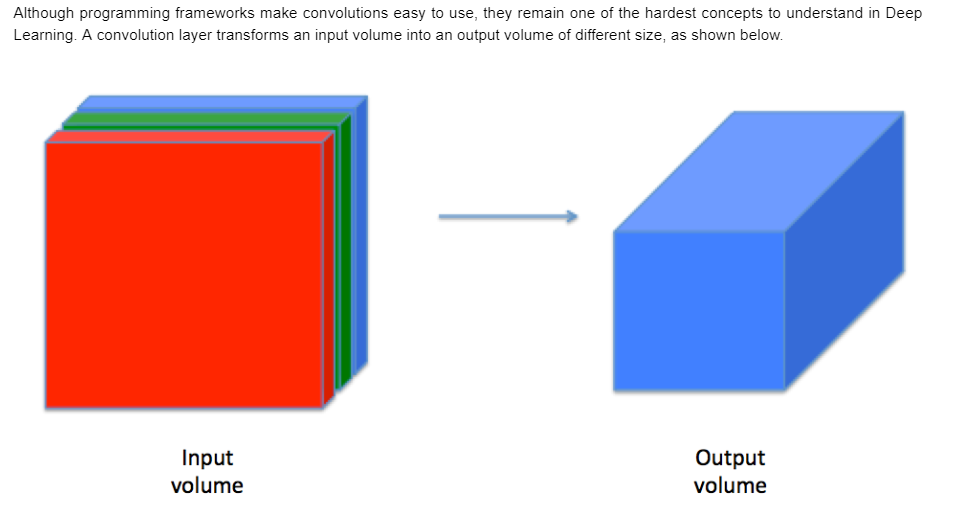 Although programming frameworks make convolutions easy to use, they remain one of the hardest concepts to understand in Deep
Learning. A convolution layer transforms an input volume into an output volume of different size, as shown below.
Input
volume
Output
volume